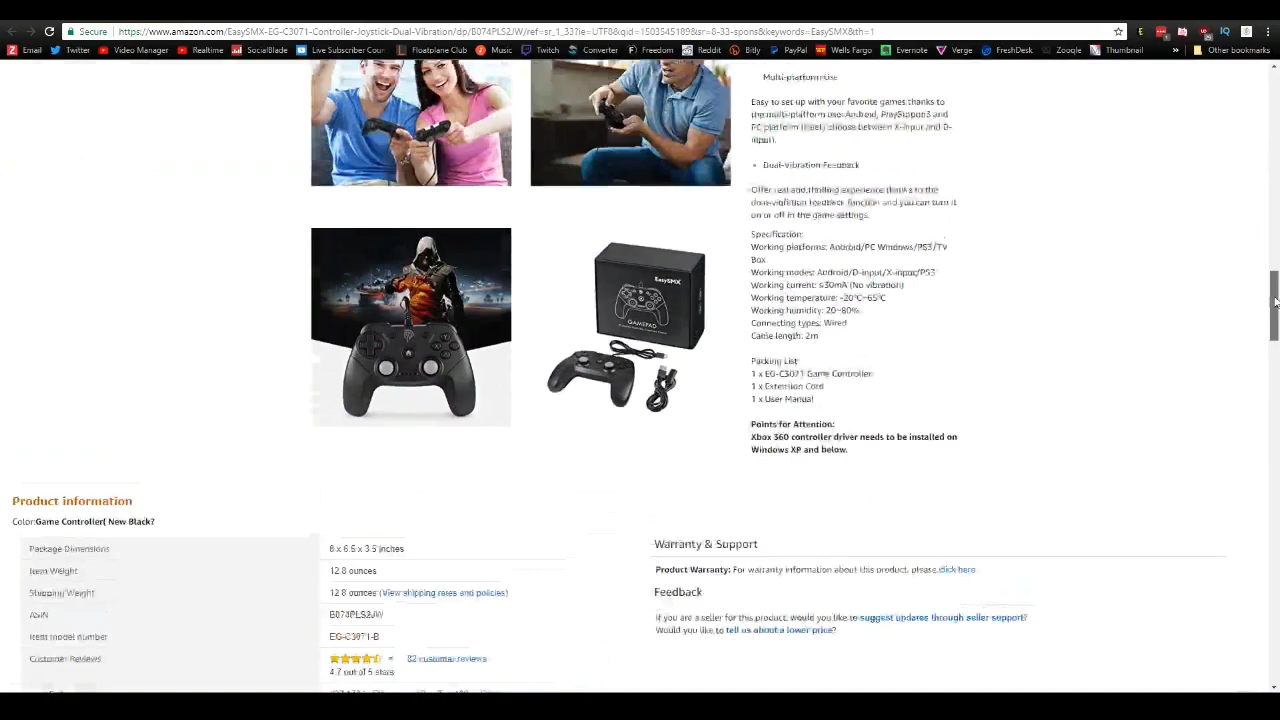 Secure https://www.amazon.com/EasySMX-EG-C3071-Controller-Joystick-Dual-Vibration/dp/B074PLS2JW/ref=sr_1_33?ie=UTF8&qid=1503545189&sr=8-33-spons&keywords=EasySMX&th=1
Email Twitter Video Manager Realtime SocialBlade Live Subscriber Cour Floatplane Club Music Twitch Converter Freedom Reddit Bitly PayPal Wells Fargo Evernote Verge FreshDesk Zooqle Thumbnail » Other bookmarks
Multi-platform Use
Easy to set up with your favorite games thanks to
the multi-platform use: Android, PlayStation3 and
PC platform (freely choose between X-input and D-
input).
• Dual-Vibration Feedback
Offer real and thrilling experience thanks to the
dual-vibration feedback function and you can turn it
on or off in the game settings.
Specification:
Working platforms: Android/PC Windows/PS3/TV
Box
Working modes: Android/D-input/X-input/PS3
Working current: ≤30mA (No vibration)
Working temperature: -20℃~65℃
Working humidity: 20~80%
Connecting types: Wired
Cable length: 2m
EasySMX
GAMEPAD
Packing List:
1 x EG-C3071 Game Controller
1 x Extension Cord
1 x User Manual
Points for Attention:
Xbox 360 controller driver needs to be installed on
Windows XP and below.
Product information
Color:Game Controller( New Black?
Package Dimensions 8 x 6.5 x 3.5 inches
Item Weight 12.8 ounces
Shipping Weight 12.8 ounces (View shipping rates and policies)
ASIN B074PLS2JW
Item model number EG-C3071-B
Customer Reviews 82 customer reviews
4.7 out of 5 stars
Warranty & Support
Product Warranty: For warranty information about this product, please click here
Feedback
If you are a seller for this product, would you like to suggest updates through seller support?
Would you like to tell us about a lower price?